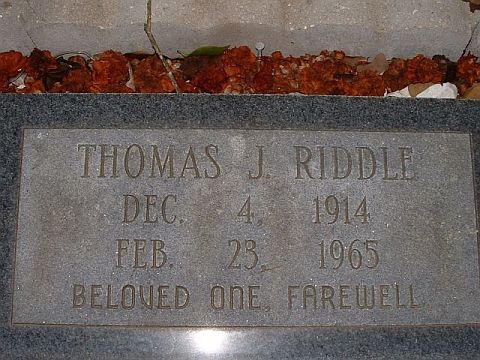 THOMAS J. RIDDLE
DEC. 4, 1914
FEB. 23, 1965
BELOVED ONE, FAREWELL